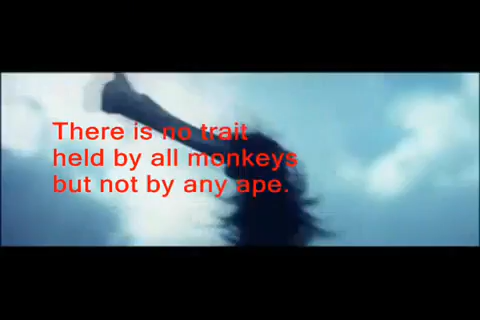 There is no trait
held by all monkeys
but not by any ape.